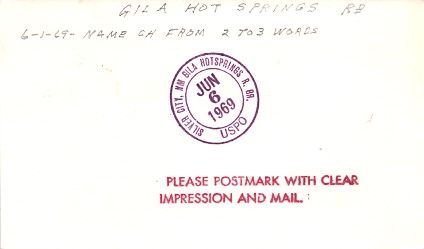 GILA HOT SPRINGS RB
6-1-69- NAME CH FROM 2 TO 3 WORDS
SILVER CITY, NM GILA HOTSPRINGS R. BR.
JUN
6
1969
USPO
PLEASE POSTMARK WITH CLEAR
IMPRESSION AND MAIL.